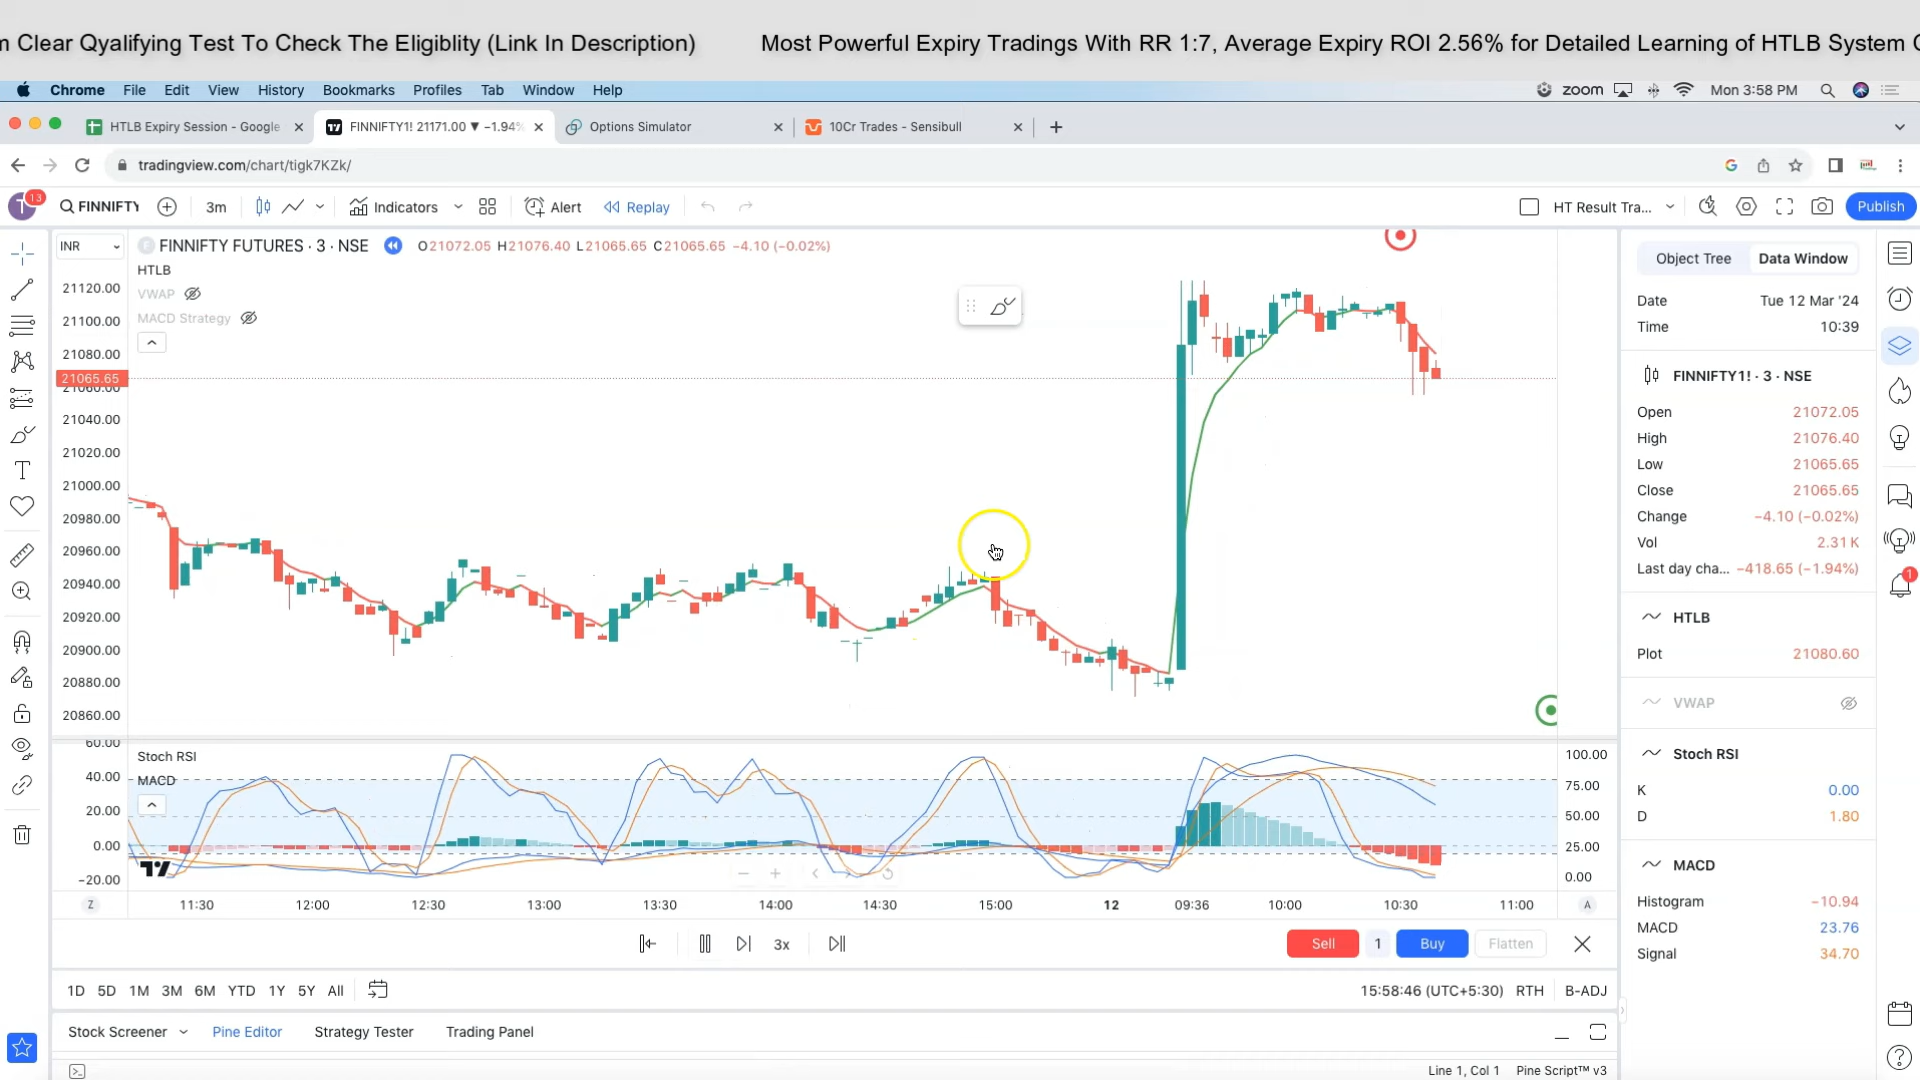 m Clear Qyalifying Test To Check The Eligiblity (Link In Description) Most Powerful Expiry Tradings With RR 1:7, Average Expiry ROI 2.56% for Detailed Learning of HTLB System
Chrome File Edit View History Bookmarks Profiles Tab Window Help zoom Mon 3:58 PM
HTLB Expiry Session - Google FINNIFTY1! 21171.00 ▼ −1.94% Options Simulator 10Cr Trades - Sensibull
tradingview.com/chart/tigk7KZk/
T 13 FINNIFTY 3m Indicators Alert Replay HT Result Tra... Publish
INR FINNIFTY FUTURES · 3 · NSE O21072.05 H21076.40 L21065.65 C21065.65 −4.10 (−0.02%)
HTLB
VWAP
MACD Strategy
21120.00
21100.00
21080.00
21065.65
21060.00
21040.00
21020.00
21000.00
20980.00
20960.00
20940.00
20920.00
20900.00
20880.00
20860.00
Stoch RSI
MACD
60.00
40.00
20.00
0.00
−20.00
100.00
75.00
50.00
25.00
0.00
Z 11:30 12:00 12:30 13:00 13:30 14:00 14:30 15:00 12 09:36 10:00 10:30 11:00 A
3x Sell 1 Buy Flatten
1D 5D 1M 3M 6M YTD 1Y 5Y All 15:58:46 (UTC+5:30) RTH B-ADJ
Stock Screener Pine Editor Strategy Tester Trading Panel
Line 1, Col 1 Pine Script™ v3
Object Tree Data Window
Date Tue 12 Mar '24
Time 10:39
FINNIFTY1! · 3 · NSE
Open 21072.05
High 21076.40
Low 21065.65
Close 21065.65
Change −4.10 (−0.02%)
Vol 2.31 K
Last day cha... −418.65 (−1.94%)
HTLB
Plot 21080.60
VWAP
Stoch RSI
K 0.00
D 1.80
MACD
Histogram −10.94
MACD 23.76
Signal 34.70
1